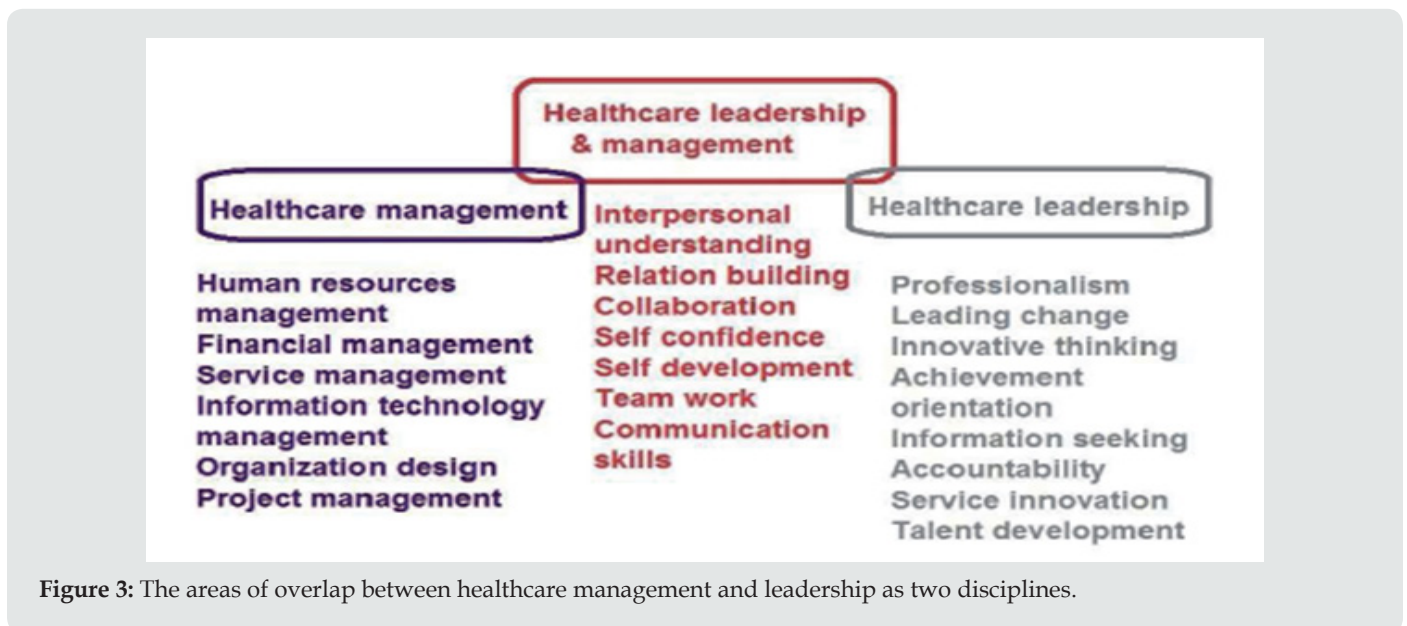 Healthcare leadership
& management
Healthcare management
Human resources
management
Financial management
Service management
Information technology
management
Organization design
Project management
Interpersonal
understanding
Relation building
Collaboration
Self confidence
Self development
Team work
Communication
skills
Healthcare leadership
Professionalism
Leading change
Innovative thinking
Achievement
orientation
Information seeking
Accountability
Service innovation
Talent development
Figure 3: The areas of overlap between healthcare management and leadership as two disciplines.